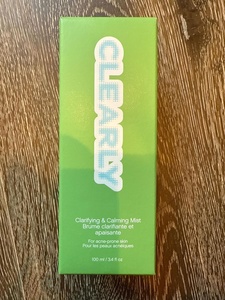 CLEARLY
Clarifying & Calming Mist
Brume clarifiante et
apaisante
For acne-prone skin
Pour les peaux acnéiques
100 ml / 3.4 fl oz